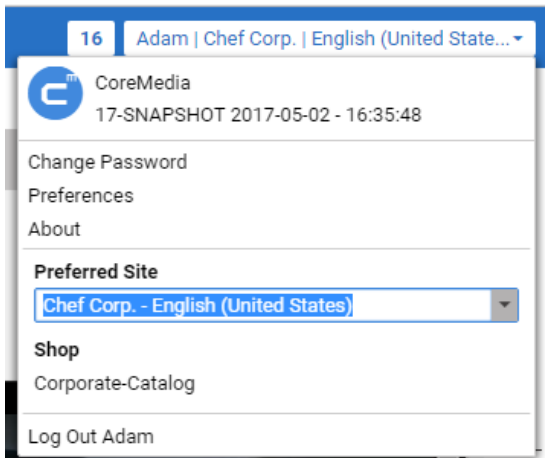 16
Adam | Chef Corp. | English (United State...
CoreMedia
17-SNAPSHOT 2017-05-02 - 16:35:48
Change Password
Preferences
About
Preferred Site
Chef Corp. - English (United States)
Shop
Corporate-Catalog
Log Out Adam